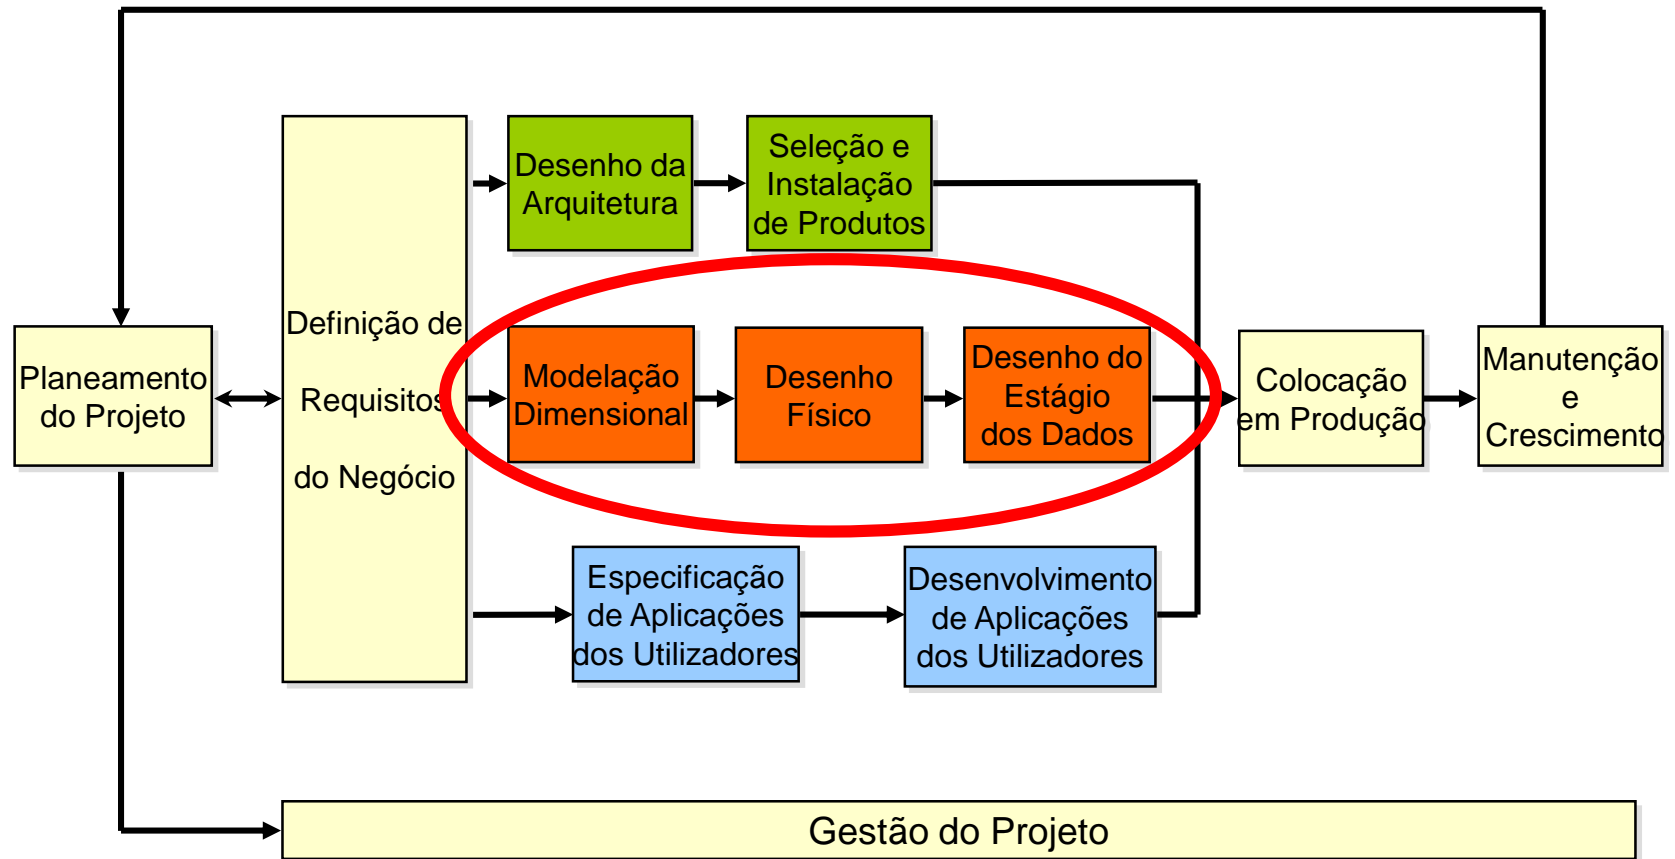 Desenho da
Arquitetura
Seleção e
Instalação
de Produtos
Planeamento
do Projeto
Definição de
Requisitos
do Negócio
Modelação
Dimensional
Desenho
Físico
Desenho do
Estágio
dos Dados
Colocação
em Produção
Manutenção
e
Crescimento
Especificação
de Aplicações
dos Utilizadores
Desenvolvimento
de Aplicações
dos Utilizadores
Gestão do Projeto